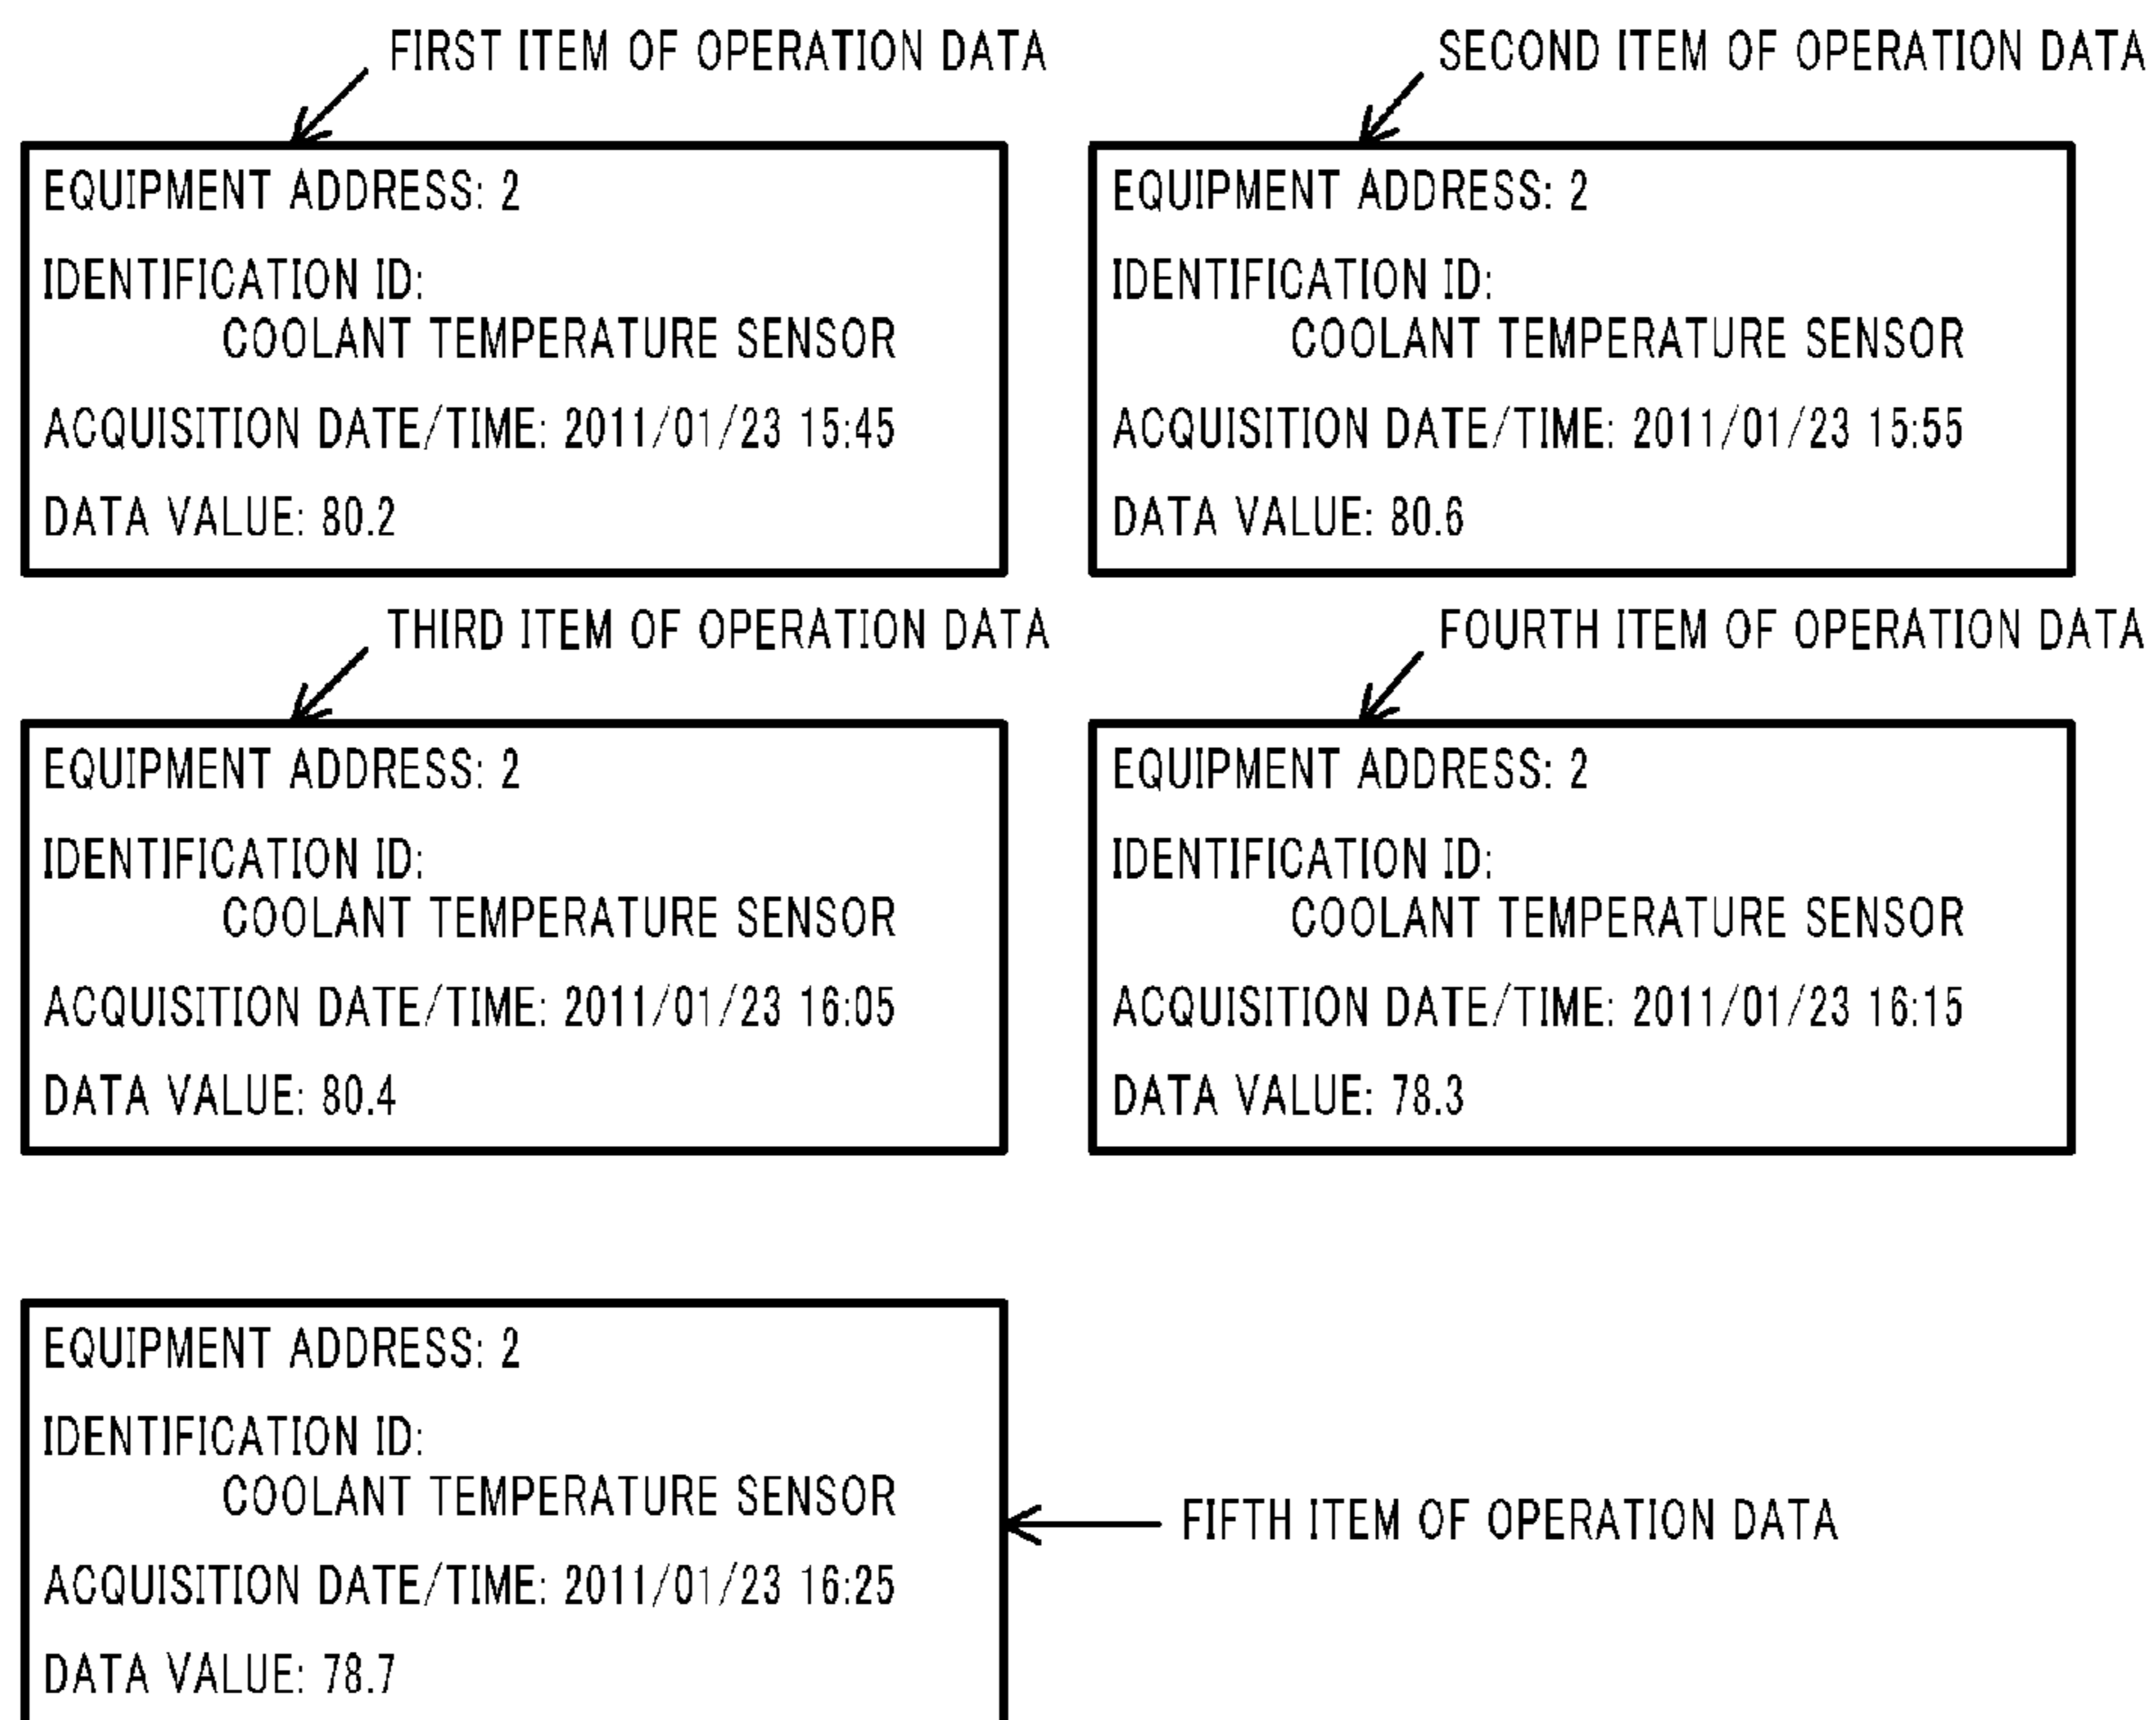 FIRST ITEM OF OPERATION DATA
EQUIPMENT ADDRESS: 2
IDENTIFICATION ID:
COOLANT TEMPERATURE SENSOR
ACQUISITION DATE/TIME: 2011/01/23 15:45
DATA VALUE: 80.2
SECOND ITEM OF OPERATION DATA
EQUIPMENT ADDRESS: 2
IDENTIFICATION ID:
COOLANT TEMPERATURE SENSOR
ACQUISITION DATE/TIME: 2011/01/23 15:55
DATA VALUE: 80.6
THIRD ITEM OF OPERATION DATA
EQUIPMENT ADDRESS: 2
IDENTIFICATION ID:
COOLANT TEMPERATURE SENSOR
ACQUISITION DATE/TIME: 2011/01/23 16:05
DATA VALUE: 80.4
FOURTH ITEM OF OPERATION DATA
EQUIPMENT ADDRESS: 2
IDENTIFICATION ID:
COOLANT TEMPERATURE SENSOR
ACQUISITION DATE/TIME: 2011/01/23 16:15
DATA VALUE: 78.3
EQUIPMENT ADDRESS: 2
IDENTIFICATION ID:
COOLANT TEMPERATURE SENSOR
ACQUISITION DATE/TIME: 2011/01/23 16:25
DATA VALUE: 78.7
FIFTH ITEM OF OPERATION DATA